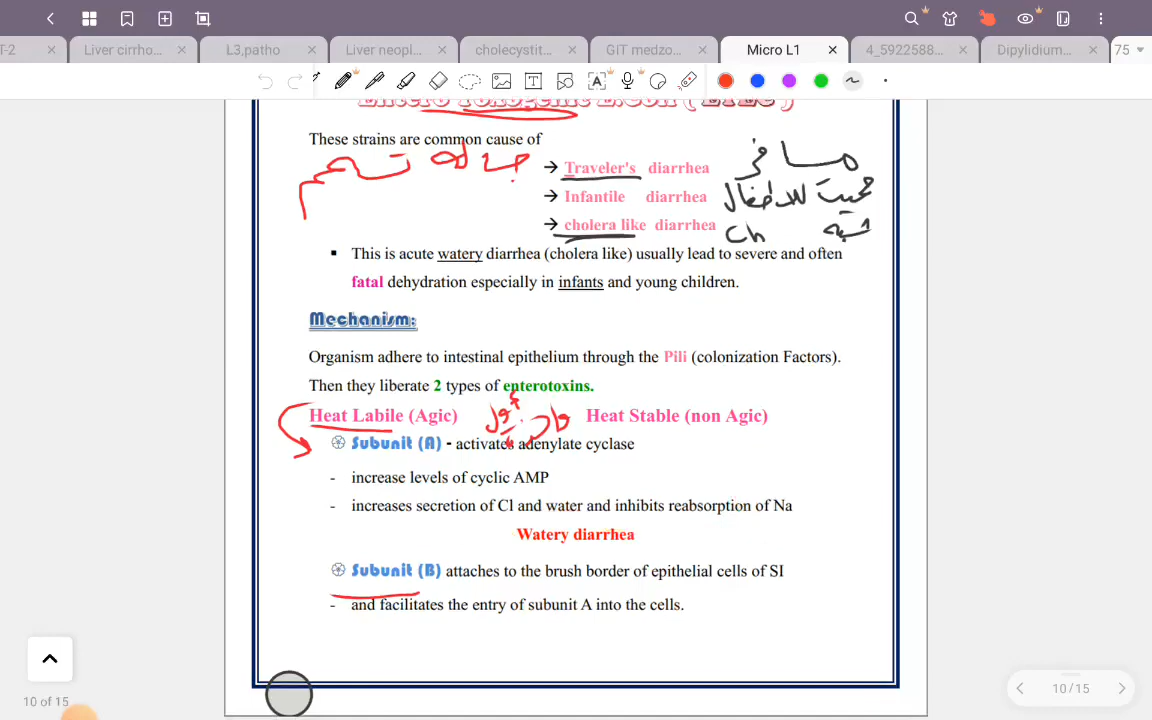 T-2
Liver cirrho...
L3,patho
Liver neopl...
cholecystit...
GIT medzo...
Micro L1
4_5922588...
Dipylidium...
75
These strains are common cause of
→ Traveler's diarrhea
مسافر
→ Infantile diarrhea
مميت للاطفال
→ cholera like diarrhea
شبه Ch
▪ This is acute watery diarrhea (cholera like) usually lead to severe and often
fatal dehydration especially in infants and young children.
Mechanism:
Organism adhere to intestinal epithelium through the Pili (colonization Factors).
Then they liberate 2 types of enterotoxins.
Heat Labile (Agic) Heat Stable (non Agic)
Subunit (A) - activates adenylate cyclase
- increase levels of cyclic AMP
- increases secretion of Cl and water and inhibits reabsorption of Na
Watery diarrhea
Subunit (B) attaches to the brush border of epithelial cells of SI
- and facilitates the entry of subunit A into the cells.
10 of 15
10/15